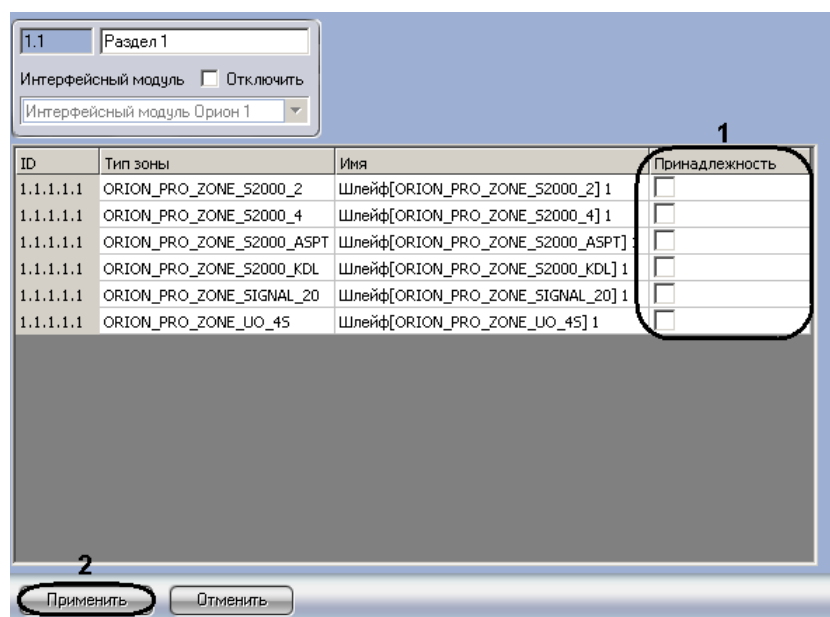 1.1 Раздел 1
Интерфейсный модуль Отключить
Интерфейсный модуль Орион 1
1
ID Тип зоны Имя Принадлежность
1.1.1.1.1 ORION_PRO_ZONE_S2000_2 Шлейф[ORION_PRO_ZONE_S2000_2] 1
1.1.1.1.1 ORION_PRO_ZONE_S2000_4 Шлейф[ORION_PRO_ZONE_S2000_4] 1
1.1.1.1.1 ORION_PRO_ZONE_S2000_ASPT Шлейф[ORION_PRO_ZONE_S2000_ASPT] 1
1.1.1.1.1 ORION_PRO_ZONE_S2000_KDL Шлейф[ORION_PRO_ZONE_S2000_KDL] 1
1.1.1.1.1 ORION_PRO_ZONE_SIGNAL_20 Шлейф[ORION_PRO_ZONE_SIGNAL_20] 1
1.1.1.1.1 ORION_PRO_ZONE_UO_4S Шлейф[ORION_PRO_ZONE_UO_4S] 1
2
Применить Отменить